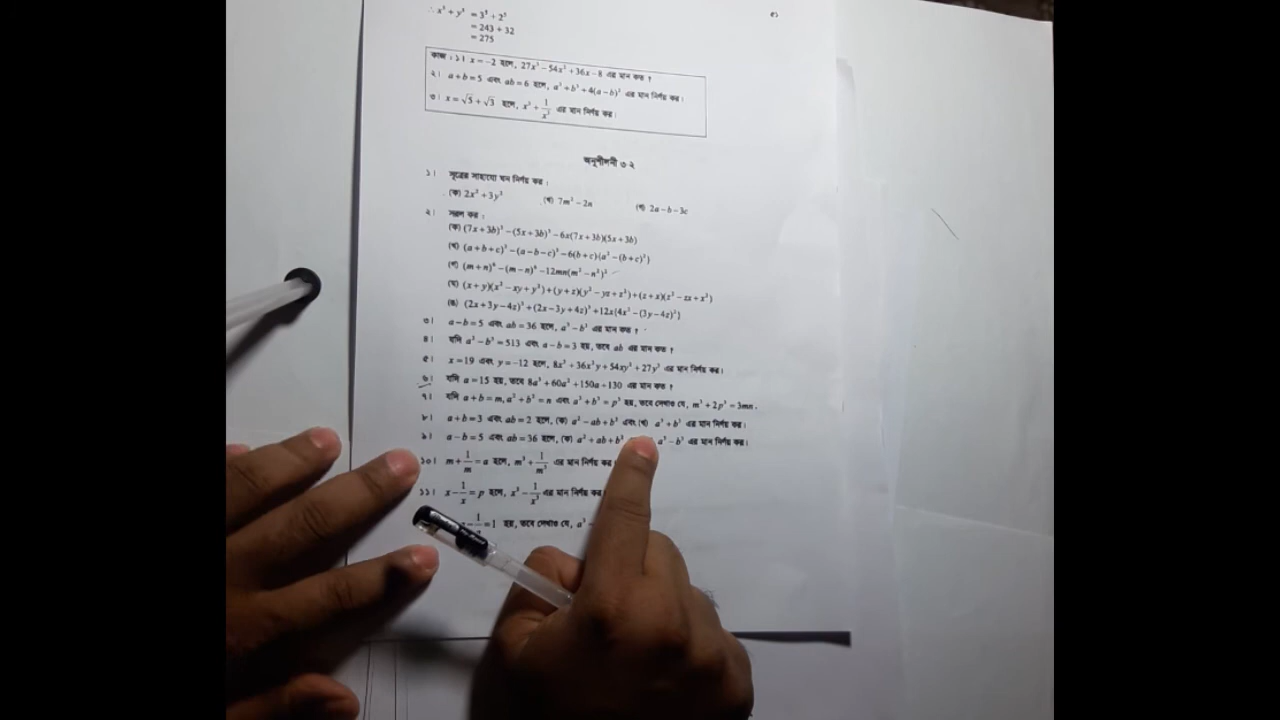 ∴ x³ + y³ = 3⁵ + 2⁵
= 243 + 32
= 275
৫১
কাজ : ১। x = −2 হলে, 27x³ − 54x² + 36x − 8 এর মান কত ?
২। a + b = 5 এবং ab = 6 হলে, a³ + b³ + 4(a − b)² এর মান নির্ণয় কর।
৩। x = √5 + √3 হলে, x³ + 1/x³ এর মান নির্ণয় কর।
অনুশীলনী ৩.২
১। সূত্রের সাহায্যে ঘন নির্ণয় কর :
(ক) 2x² + 3y² (খ) 7m² − 2n (গ) 2a − b − 3c
২। সরল কর :
(ক) (7x + 3b)³ − (5x + 3b)³ − 6x(7x + 3b)(5x + 3b)
(খ) (a + b + c)³ − (a − b − c)³ − 6(b + c){a² − (b + c)²}
(গ) (m + n)⁶ − (m − n)⁶ − 12mn(m² − n²)²
(ঘ) (x + y)(x² − xy + y²) + (y + z)(y² − yz + z²) + (z + x)(z² − zx + x²)
(ঙ) (2x + 3y − 4z)³ + (2x − 3y + 4z)³ + 12x{4x² − (3y − 4z)²}
৩। a − b = 5 এবং ab = 36 হলে, a³ − b³ এর মান কত ?
৪। যদি a³ − b³ = 513 এবং a − b = 3 হয়, তবে ab এর মান কত ?
৫। x = 19 এবং y = −12 হলে, 8x³ + 36x²y + 54xy² + 27y³ এর মান নির্ণয় কর।
৬। যদি a = 15 হয়, তবে 8a³ + 60a² + 150a + 130 এর মান কত ?
৭। যদি a + b = m, a² + b² = n এবং a³ + b³ = p³ হয়, তবে দেখাও যে, m³ + 2p³ = 3mn.
৮। a + b = 3 এবং ab = 2 হলে, (ক) a² − ab + b² এবং (খ) a³ + b³ এর মান নির্ণয় কর।
৯। a − b = 5 এবং ab = 36 হলে, (ক) a² + ab + b² a³ − b³ এর মান নির্ণয় কর।
১০। m + 1/m = a হলে, m³ + 1/m³ এর মান নির্ণয় কর
১১। x − 1/x = p হলে, x³ − 1/x³ এর মান নির্ণয় কর
− 1 = 1 হয়, তবে দেখাও যে, a³ −